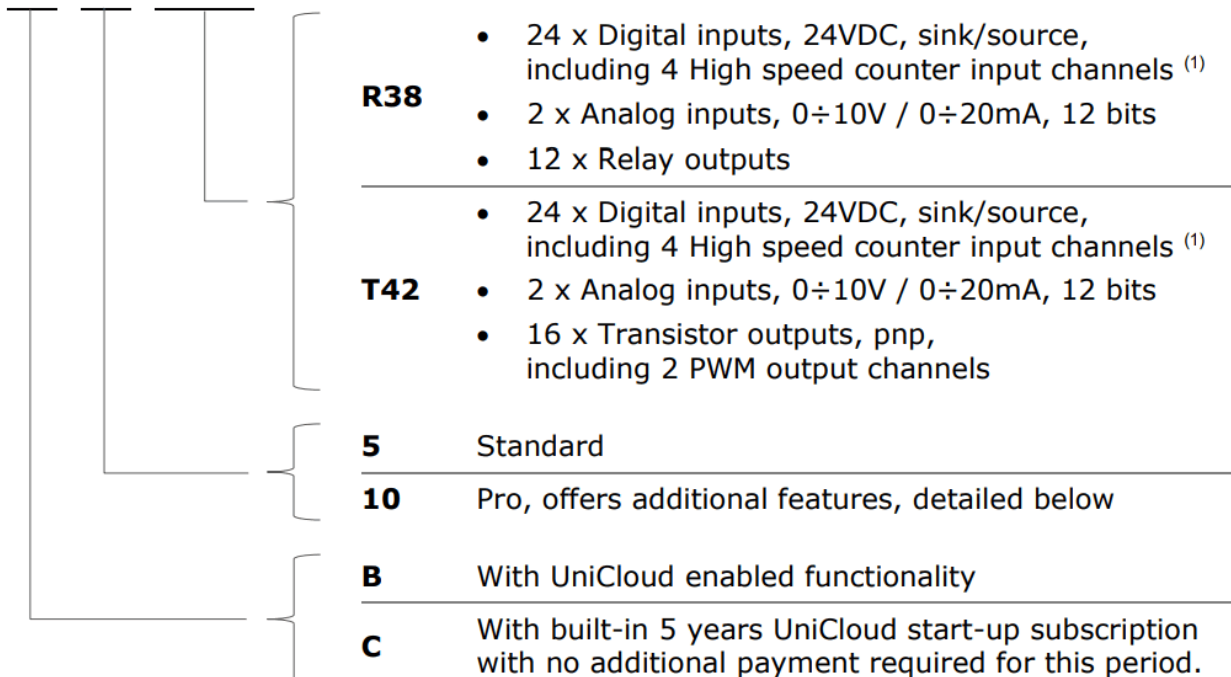 • 24 x Digital inputs, 24VDC, sink/source,
including 4 High speed counter input channels (1)
R38
• 2 x Analog inputs, 0÷10V / 0÷20mA, 12 bits
• 12 x Relay outputs
• 24 x Digital inputs, 24VDC, sink/source,
including 4 High speed counter input channels (1)
T42
• 2 x Analog inputs, 0÷10V / 0÷20mA, 12 bits
• 16 x Transistor outputs, pnp,
including 2 PWM output channels
5 Standard
10 Pro, offers additional features, detailed below
B With UniCloud enabled functionality
C
With built-in 5 years UniCloud start-up subscription
with no additional payment required for this period.